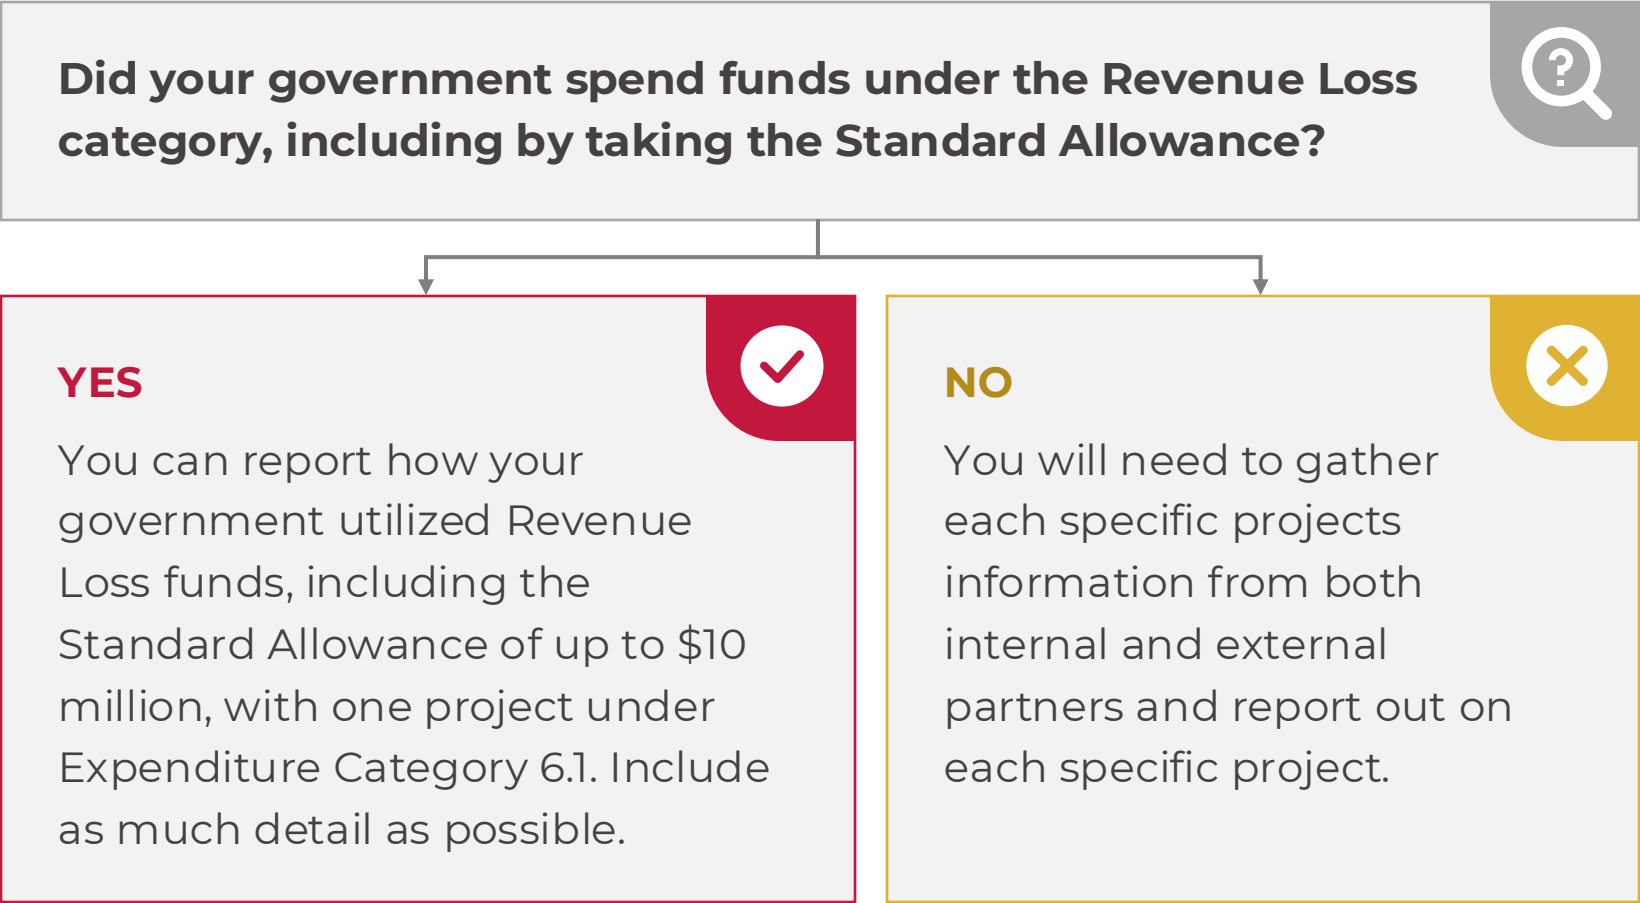 Did your government spend funds under the Revenue Loss
category, including by taking the Standard Allowance?
YES
You can report how your
government utilized Revenue
Loss funds, including the
Standard Allowance of up to $10
million, with one project under
Expenditure Category 6.1. Include
as much detail as possible.
NO
You will need to gather
each specific projects
information from both
internal and external
partners and report out on
each specific project.